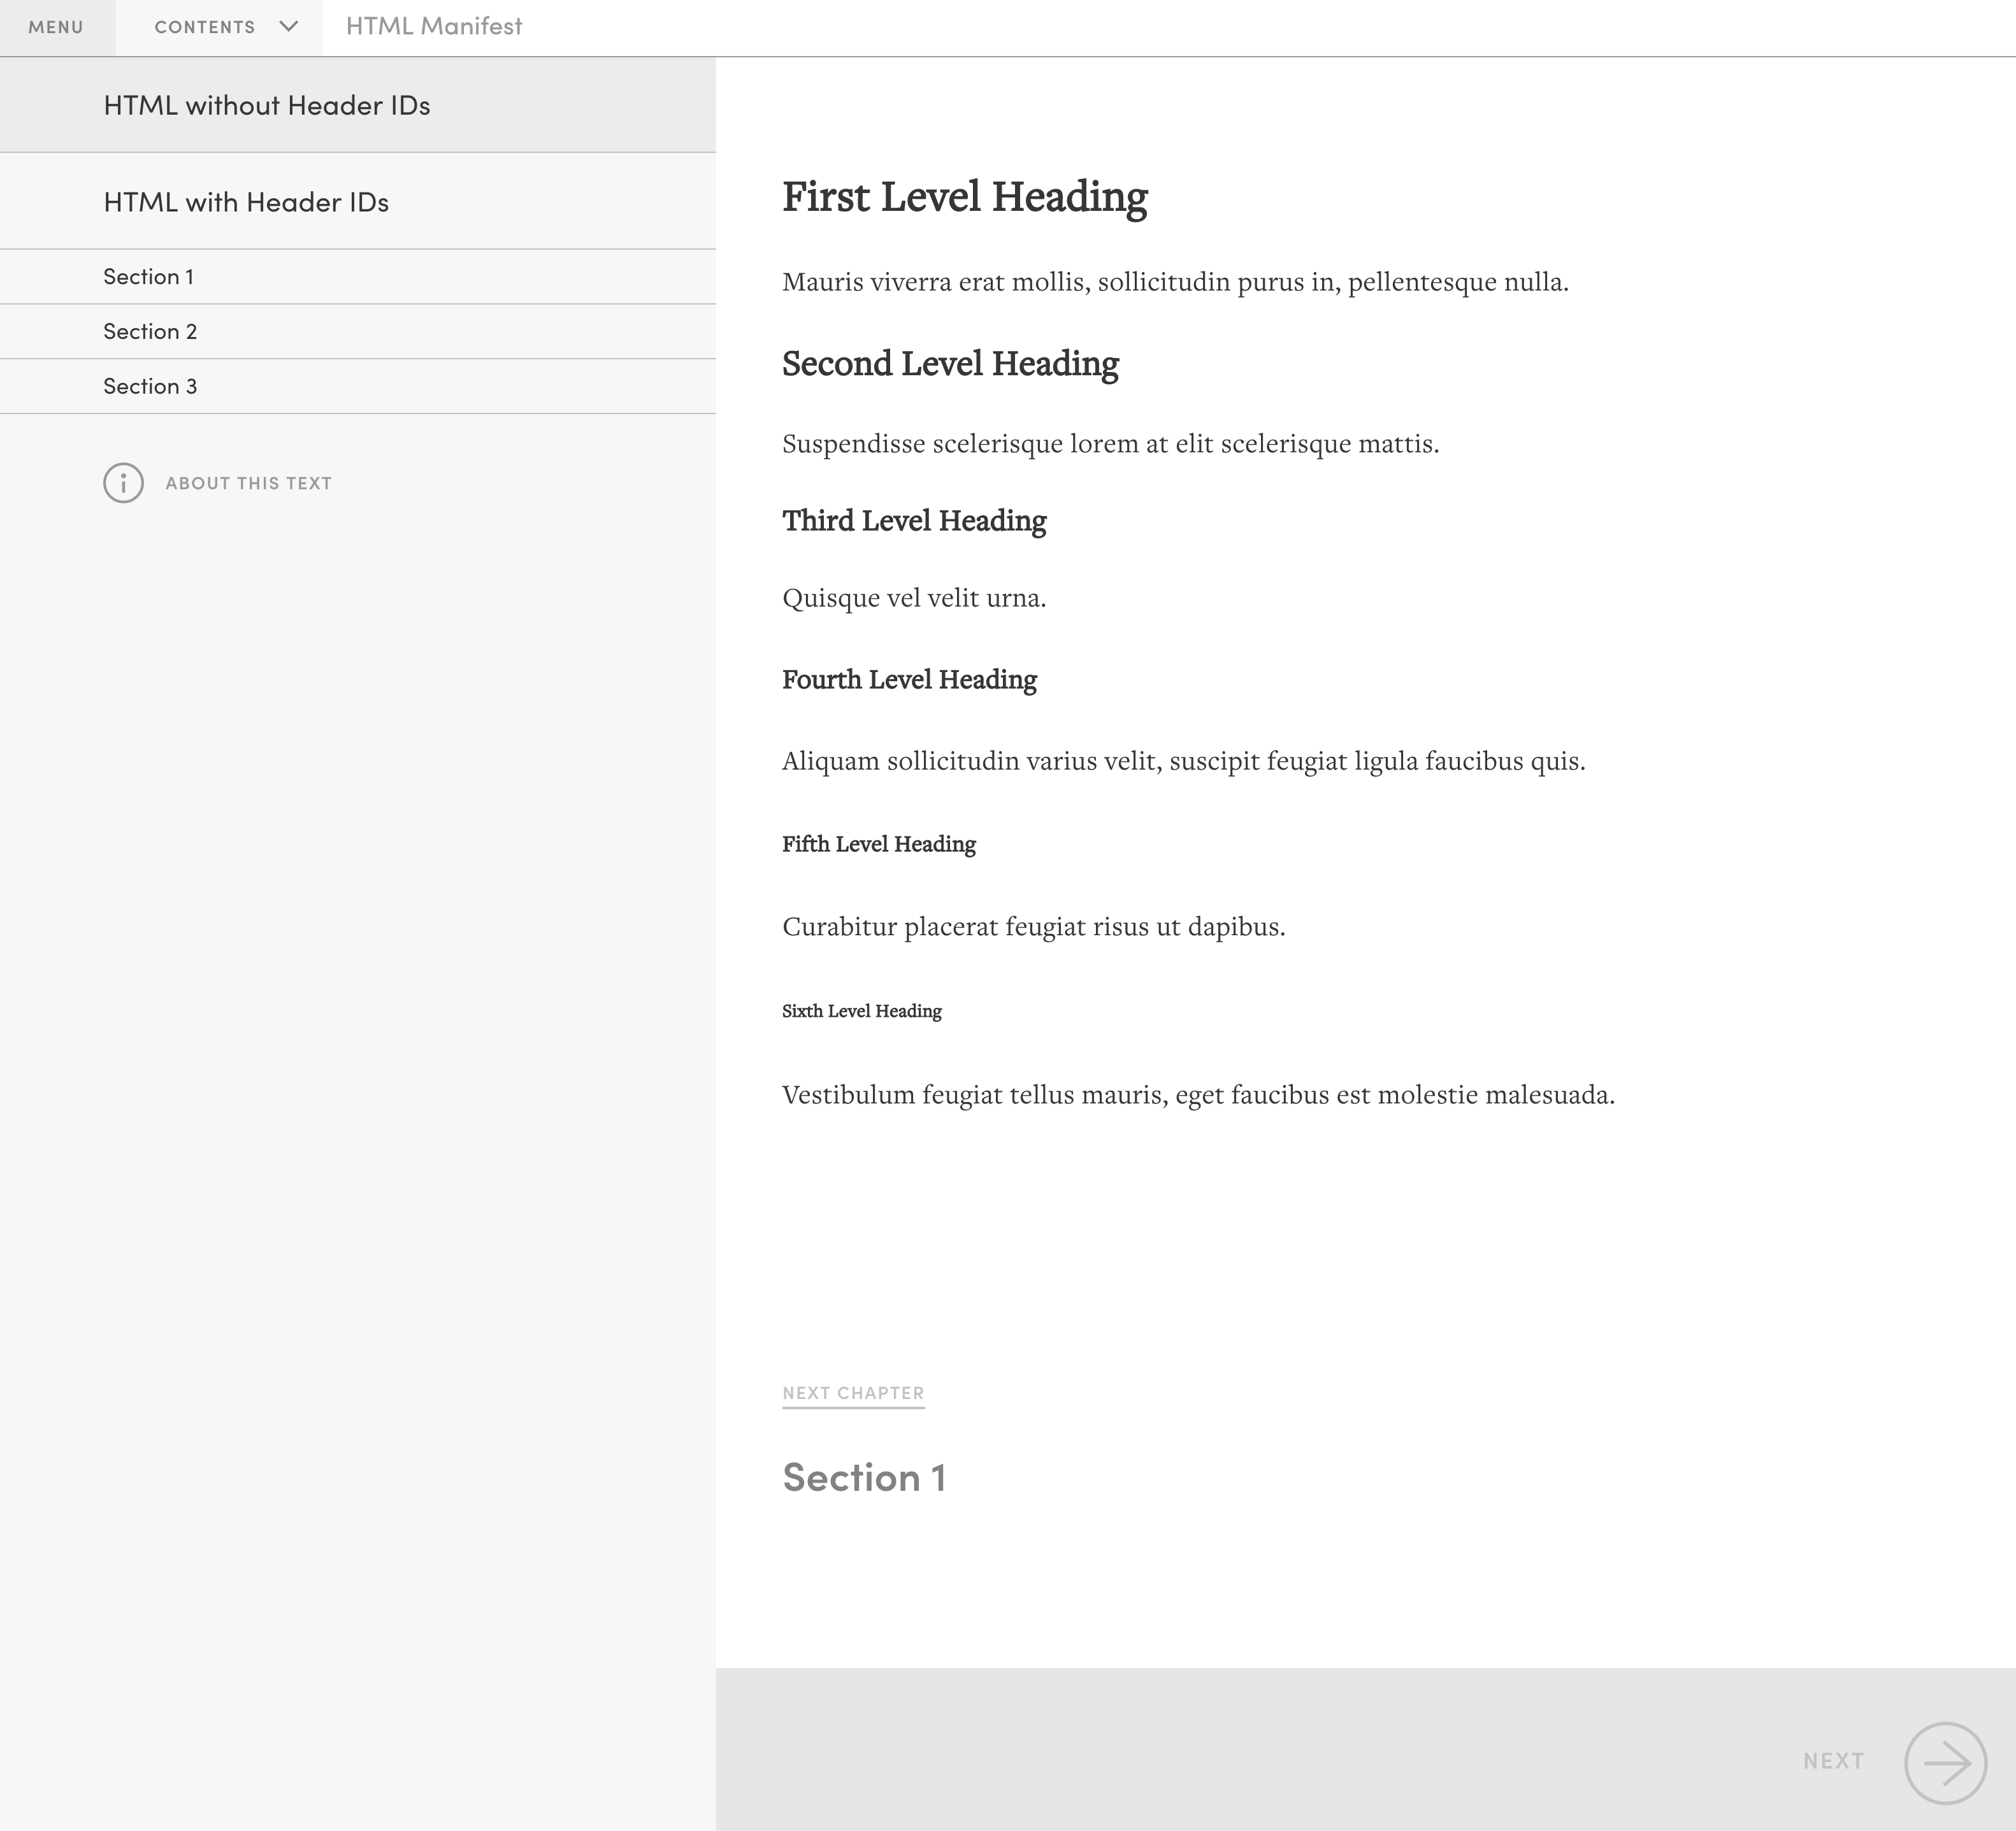 MENU
CONTENTS
HTML Manifest
HTML without Header IDs
HTML with Header IDs
Section 1
Section 2
Section 3
ABOUT THIS TEXT
First Level Heading
Mauris viverra erat mollis, sollicitudin purus in, pellentesque nulla.
Second Level Heading
Suspendisse scelerisque lorem at elit scelerisque mattis.
Third Level Heading
Quisque vel velit urna.
Fourth Level Heading
Aliquam sollicitudin varius velit, suscipit feugiat ligula faucibus quis.
Fifth Level Heading
Curabitur placerat feugiat risus ut dapibus.
Sixth Level Heading
Vestibulum feugiat tellus mauris, eget faucibus est molestie malesuada.
NEXT CHAPTER
Section 1
NEXT